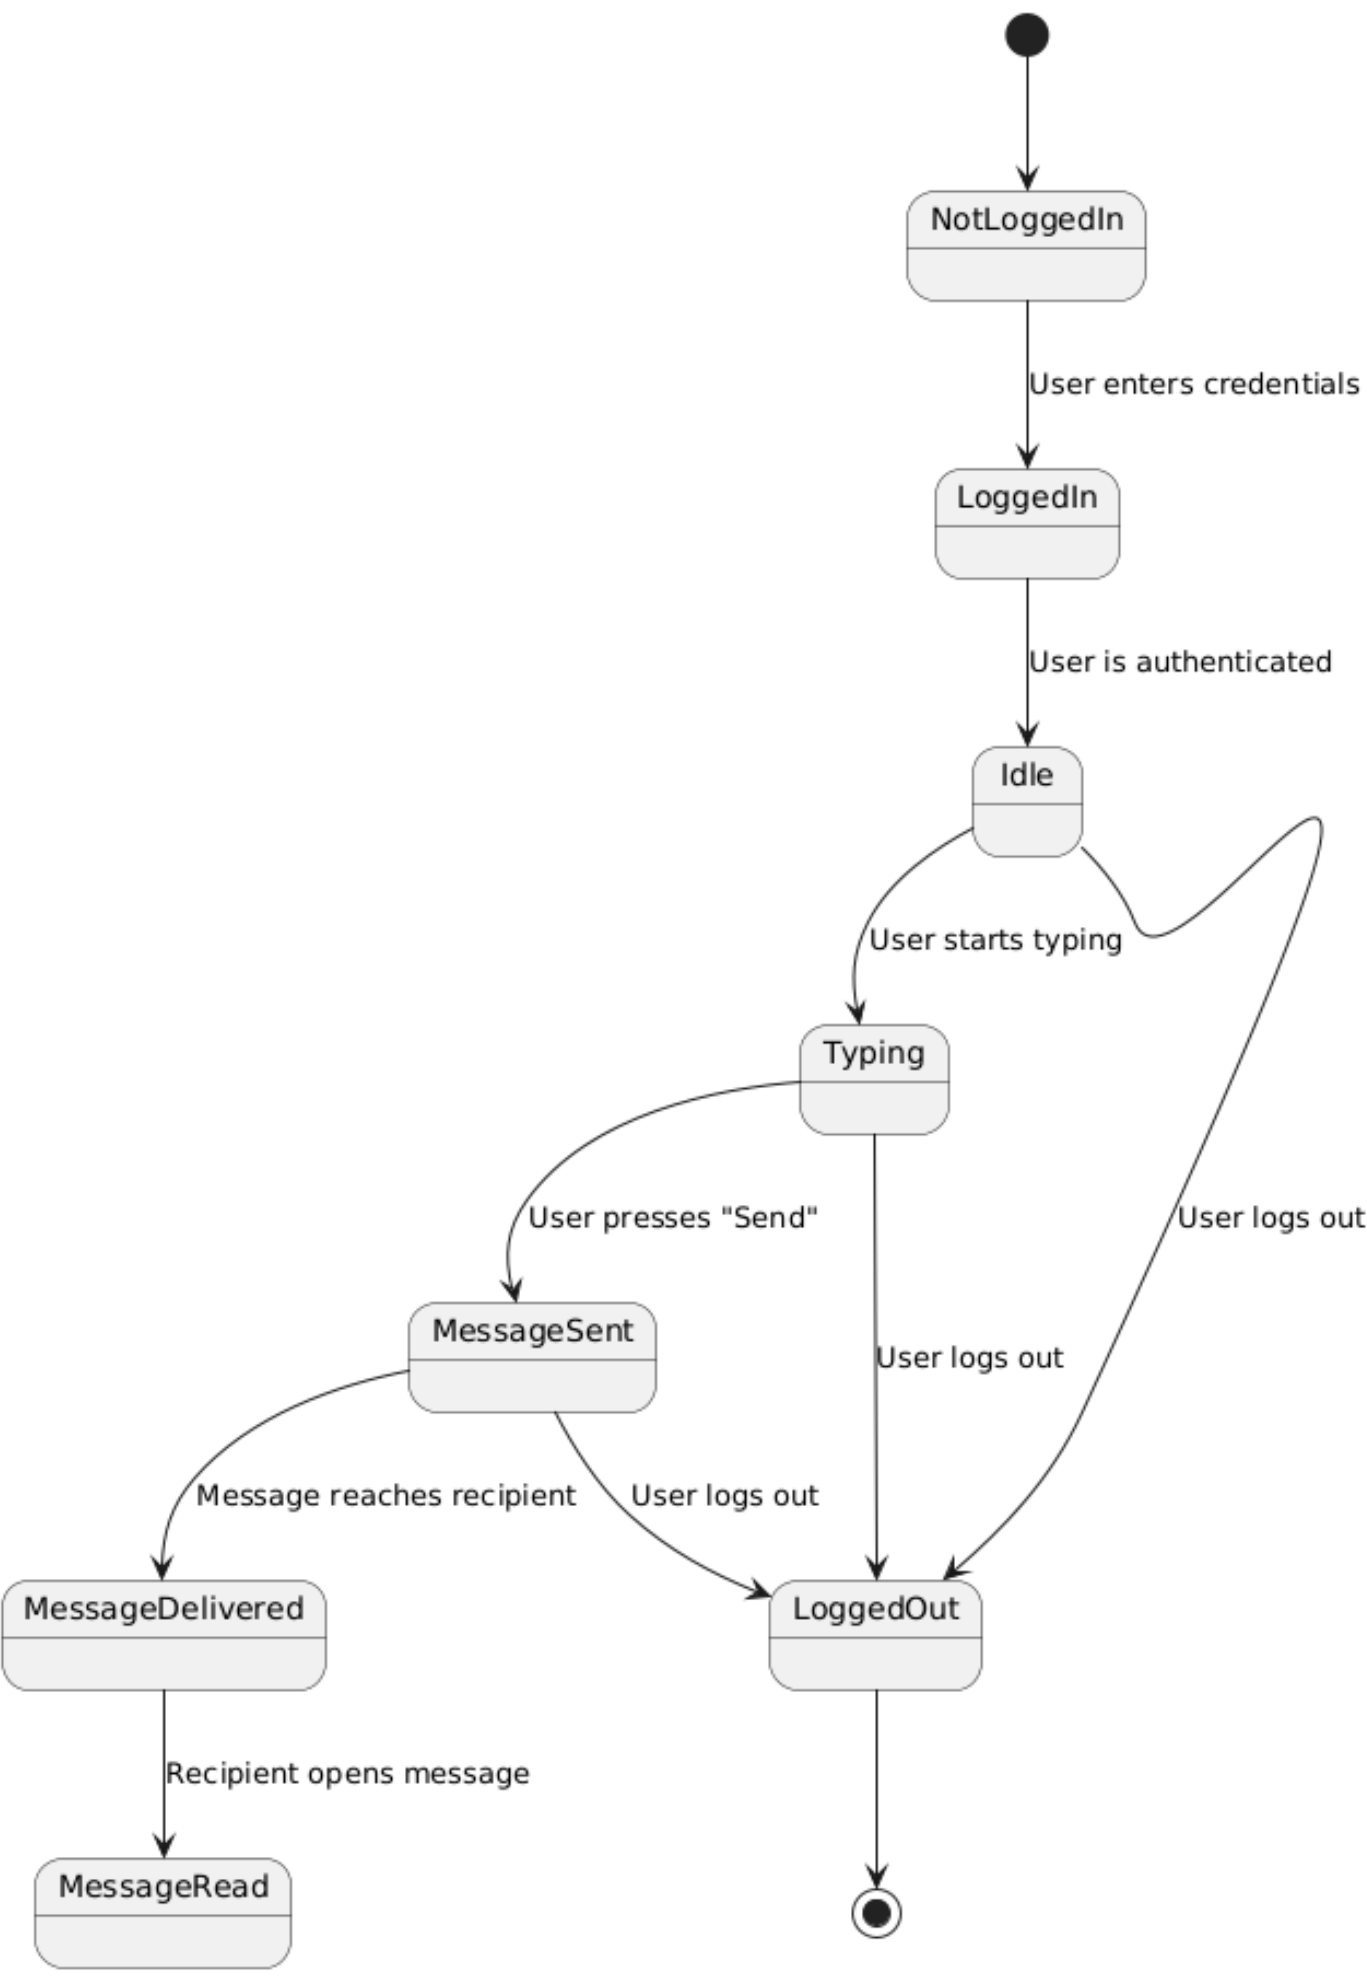 NotLoggedIn
User enters credentials
LoggedIn
User is authenticated
Idle
User starts typing
Typing
User presses "Send"
User logs out
MessageSent
User logs out
Message reaches recipient
User logs out
MessageDelivered
LoggedOut
Recipient opens message
MessageRead